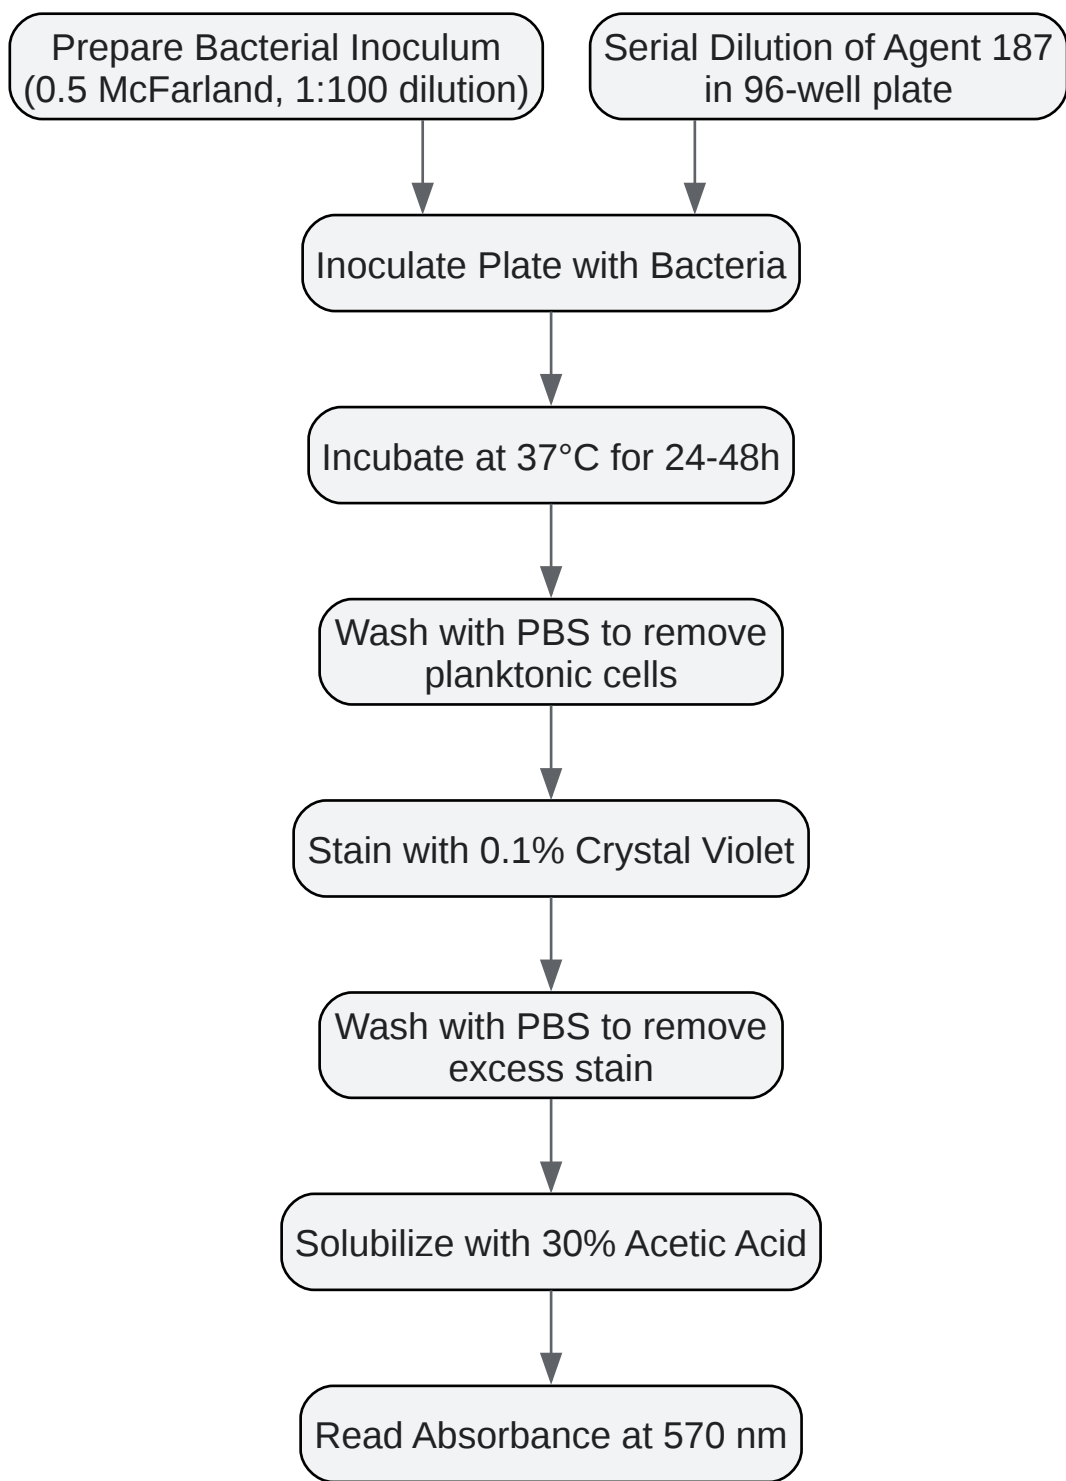 Prepare Bacterial Inoculum
(0.5 McFarland, 1:100 dilution)
Serial Dilution of Agent 187
in 96-well plate
Inoculate Plate with Bacteria
Incubate at 37°C for 24-48h
Wash with PBS to remove
planktonic cells
Stain with 0.1% Crystal Violet
Wash with PBS to remove
excess stain
Solubilize with 30% Acetic Acid
Read Absorbance at 570 nm